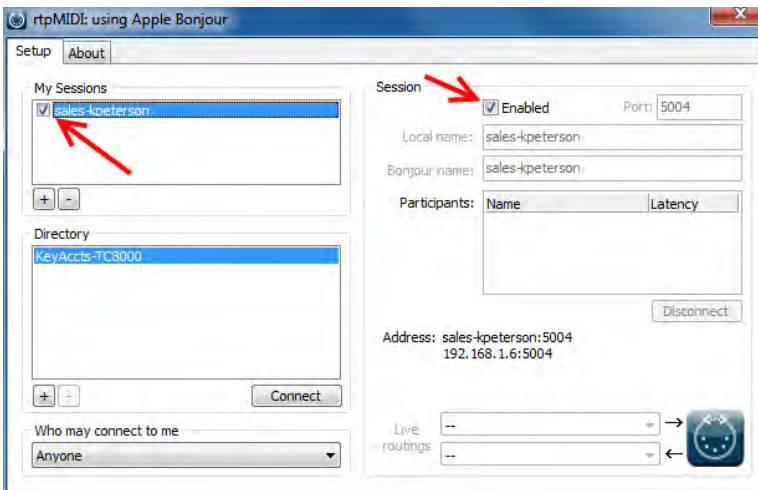 rtpMIDI: using Apple Bonjour
Setup
About
My Sessions
sales-kpeterson
+ -
Directory
KeyAccts-TC8000
+ -
Connect
Who may connect to me
Anyone
Session
Enabled
Port: 5004
Local name: sales-kpeterson
Bonjour name: sales-kpeterson
Participants: Name Latency
Disconnect
Address: sales-kpeterson:5004
192.168.1.6:5004
Live routings
--
--